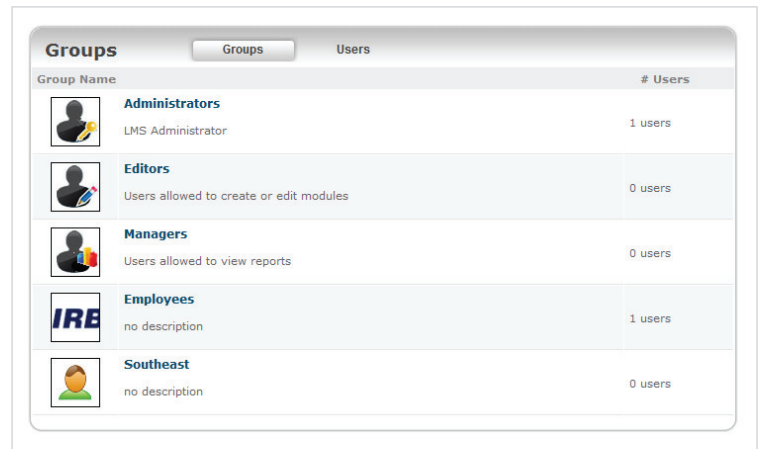 Groups Groups Users
Group Name # Users
Administrators
LMS Administrator
1 users
Editors
Users allowed to create or edit modules
0 users
Managers
Users allowed to view reports
0 users
IRB
Employees
no description
1 users
Southeast
no description
0 users